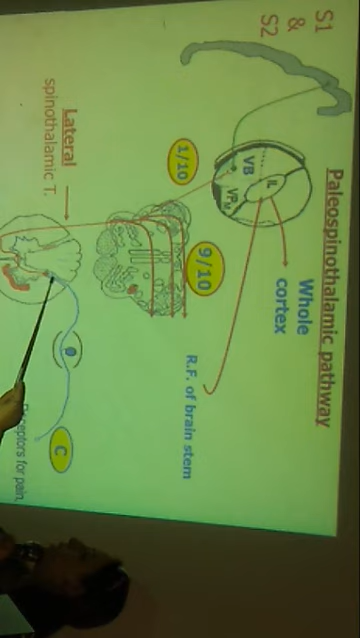 Paleospinothalamic pathway
S1
&
S2
Whole
cortex
IL
VB
VPM
1/10
9/10
Lateral
spinothalamic T.
R.F. of brain stem
C
for pain